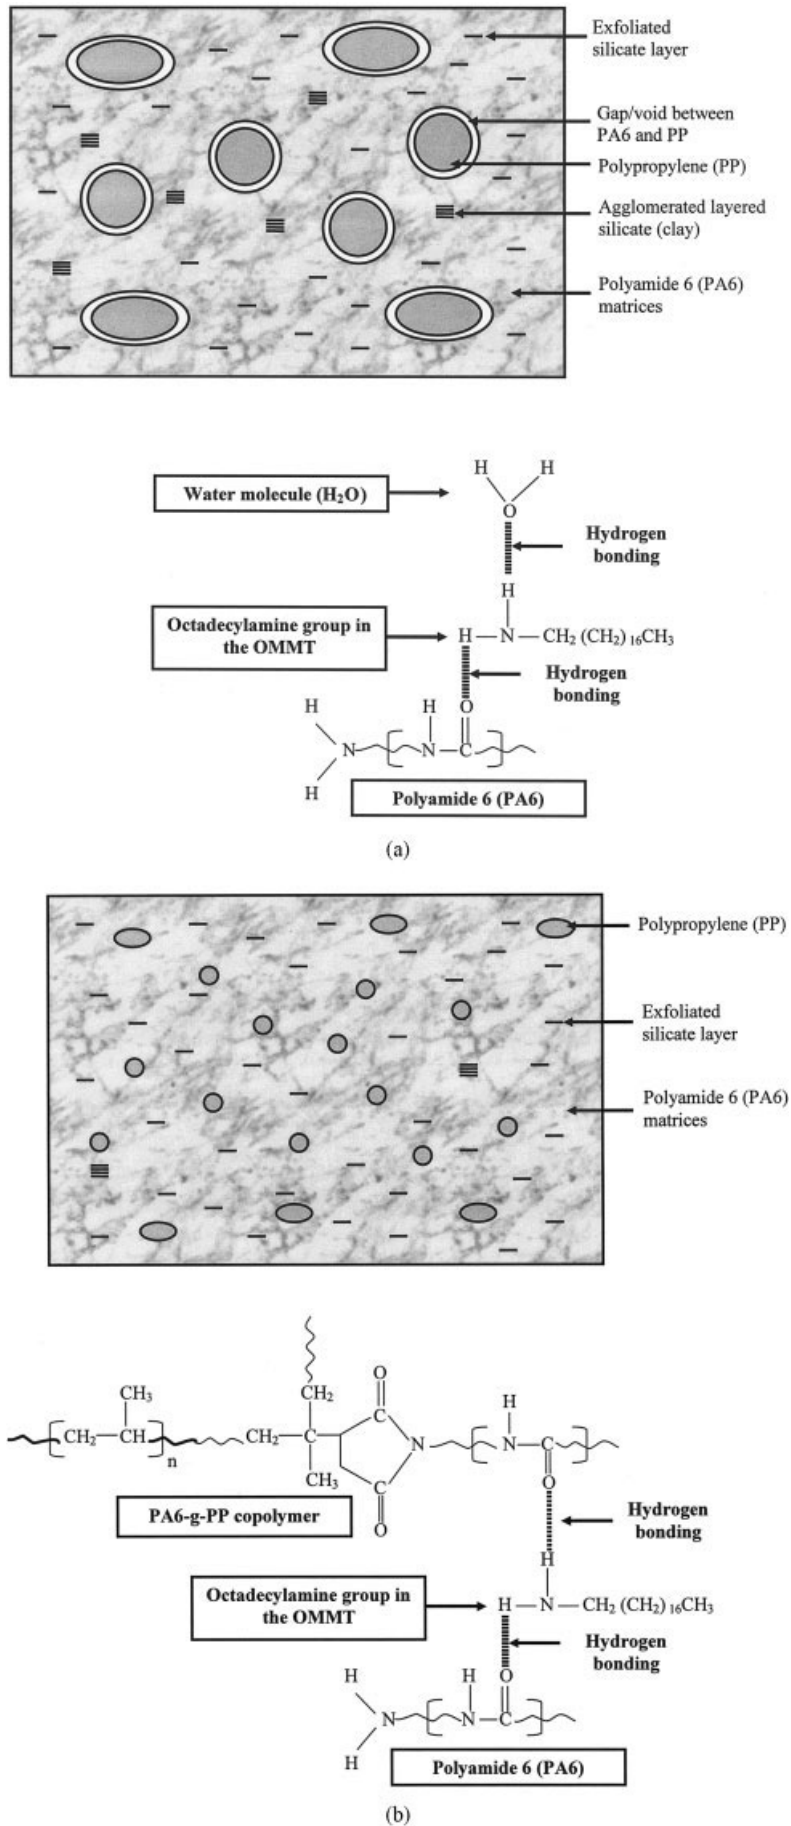 Exfoliated
silicate layer
Gap/void between
PA6 and PP
Polypropylene (PP)
Agglomerated layered
silicate (clay)
Polyamide 6 (PA6)
matrices
H H
Water molecule (H₂O)
O
Hydrogen
bonding
H
Octadecylamine group in
the OMMT
H—N—CH₂(CH₂)₁₆CH₃
Hydrogen
bonding
H H O
N N—C
H
Polyamide 6 (PA6)
(a)
Polypropylene (PP)
Exfoliated
silicate layer
Polyamide 6 (PA6)
matrices
O
CH₃ CH₂ H
C
CH₂—CH n CH₂—C N N—C
CH₃ C O
O
PA6-g-PP copolymer
Hydrogen
bonding
H
Octadecylamine group in
the OMMT
H—N—CH₂(CH₂)₁₆CH₃
Hydrogen
bonding
H H O
N N—C
H
Polyamide 6 (PA6)
(b)